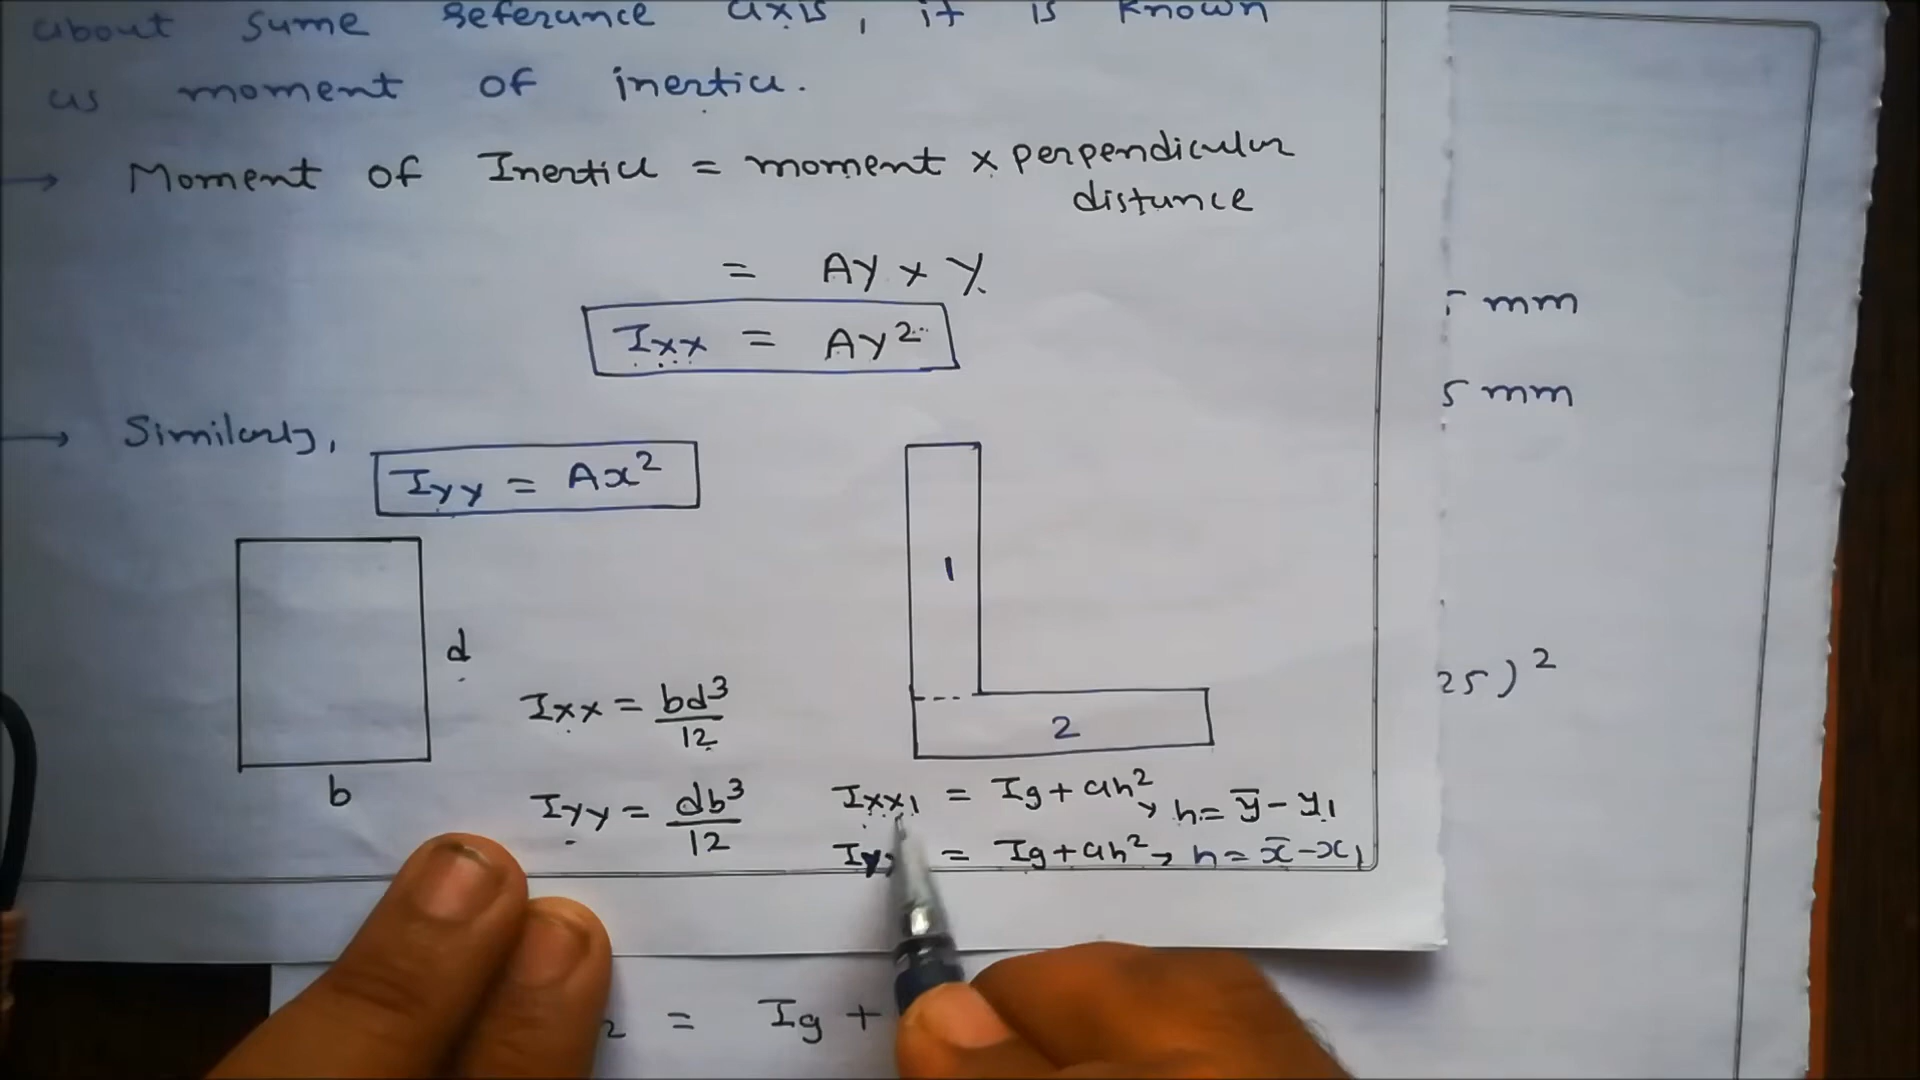 about same reference axis, it is known
as moment of inertia.
→ Moment of Inertia = moment × perpendicular
distance
= Ay × y
Ixx = Ay²
→ Similarly,
Iyy = Ax²
1
d
2
b
Ixx = bd³/12
Iyy = db³/12
Ixx1 = Ig + ah² → h = ȳ - y1
= Ig + ah² → h = x̄ - x1
mm
5 mm
25)²
2 = Ig +